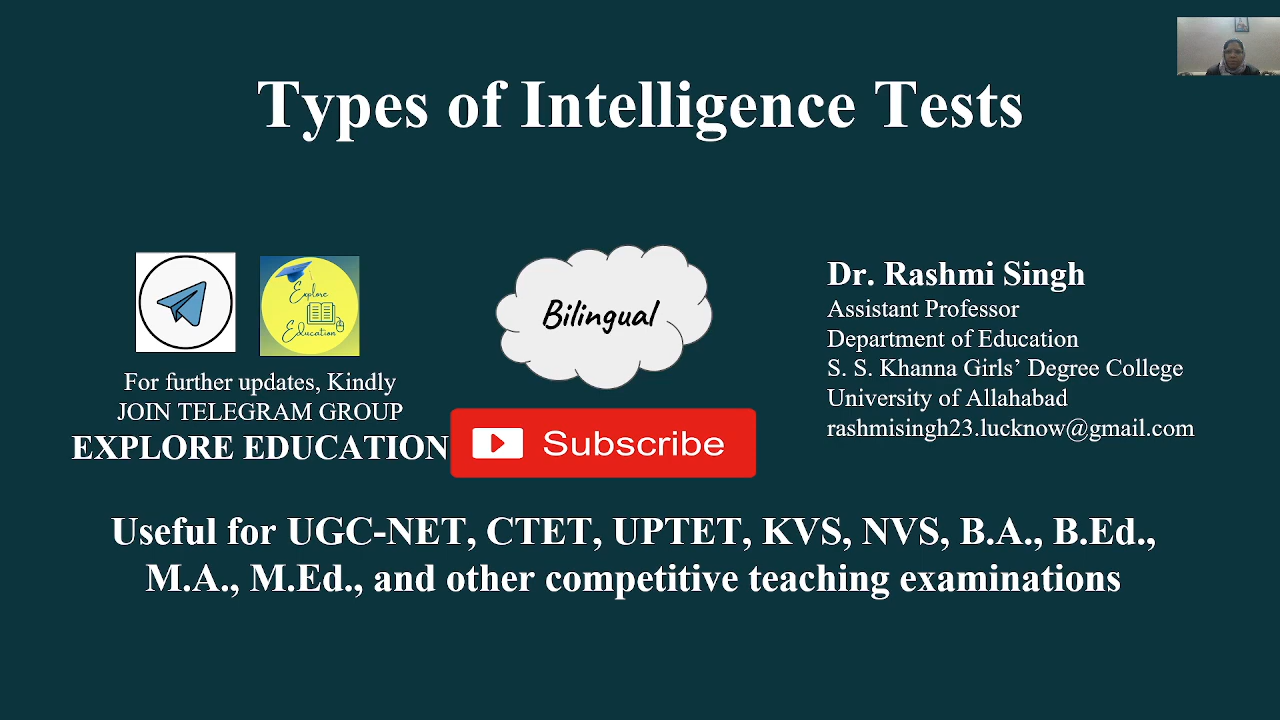 Types of Intelligence Tests
Explore
Education
For further updates, Kindly
JOIN TELEGRAM GROUP
EXPLORE EDUCATION
Bilingual
Subscribe
Dr. Rashmi Singh
Assistant Professor
Department of Education
S. S. Khanna Girls’ Degree College
University of Allahabad
rashmisingh23.lucknow@gmail.com
Useful for UGC-NET, CTET, UPTET, KVS, NVS, B.A., B.Ed.,
M.A., M.Ed., and other competitive teaching examinations